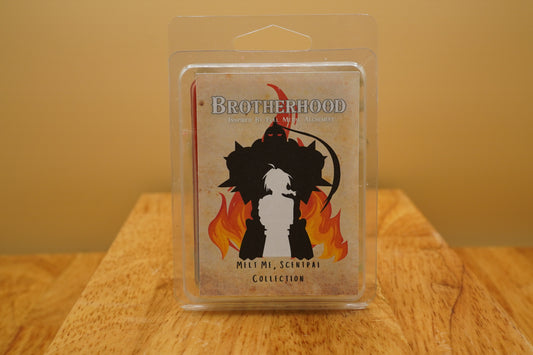 Brotherhood
Inspired By Full Metal Alchemist
Melt Me, Scentpai
Collection